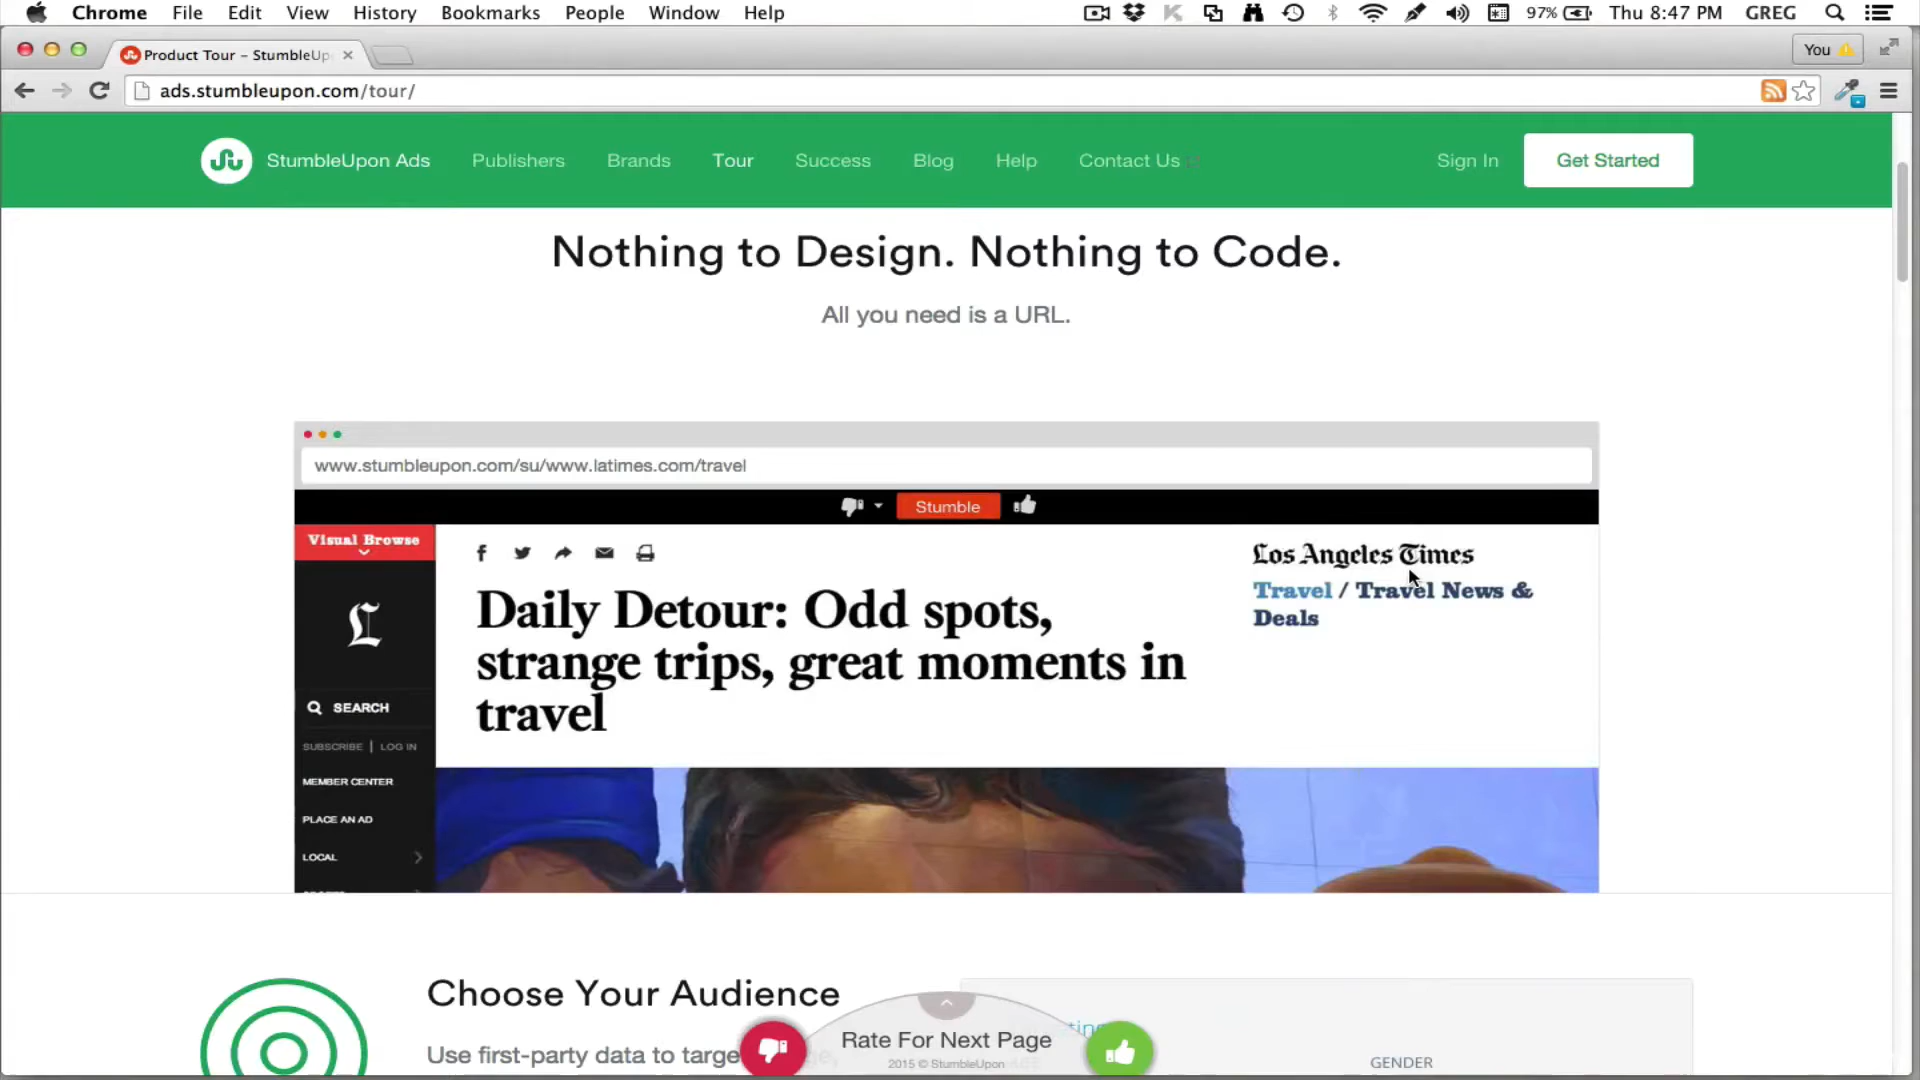 Chrome File Edit View History Bookmarks People Window Help 97% Thu 8:47 PM GREG
Product Tour - StumbleUp You
ads.stumbleupon.com/tour/
StumbleUpon Ads Publishers Brands Tour Success Blog Help Contact Us Sign In Get Started
Nothing to Design. Nothing to Code.
All you need is a URL.
www.stumbleupon.com/su/www.latimes.com/travel
Stumble
Visual Browse
Los Angeles Times
Travel / Travel News &
Deals
Daily Detour: Odd spots,
strange trips, great moments in
travel
SEARCH
SUBSCRIBE | LOG IN
MEMBER CENTER
PLACE AN AD
LOCAL
Choose Your Audience
Use first-party data to targe
Rate For Next Page
2015 © StumbleUpon
GENDER